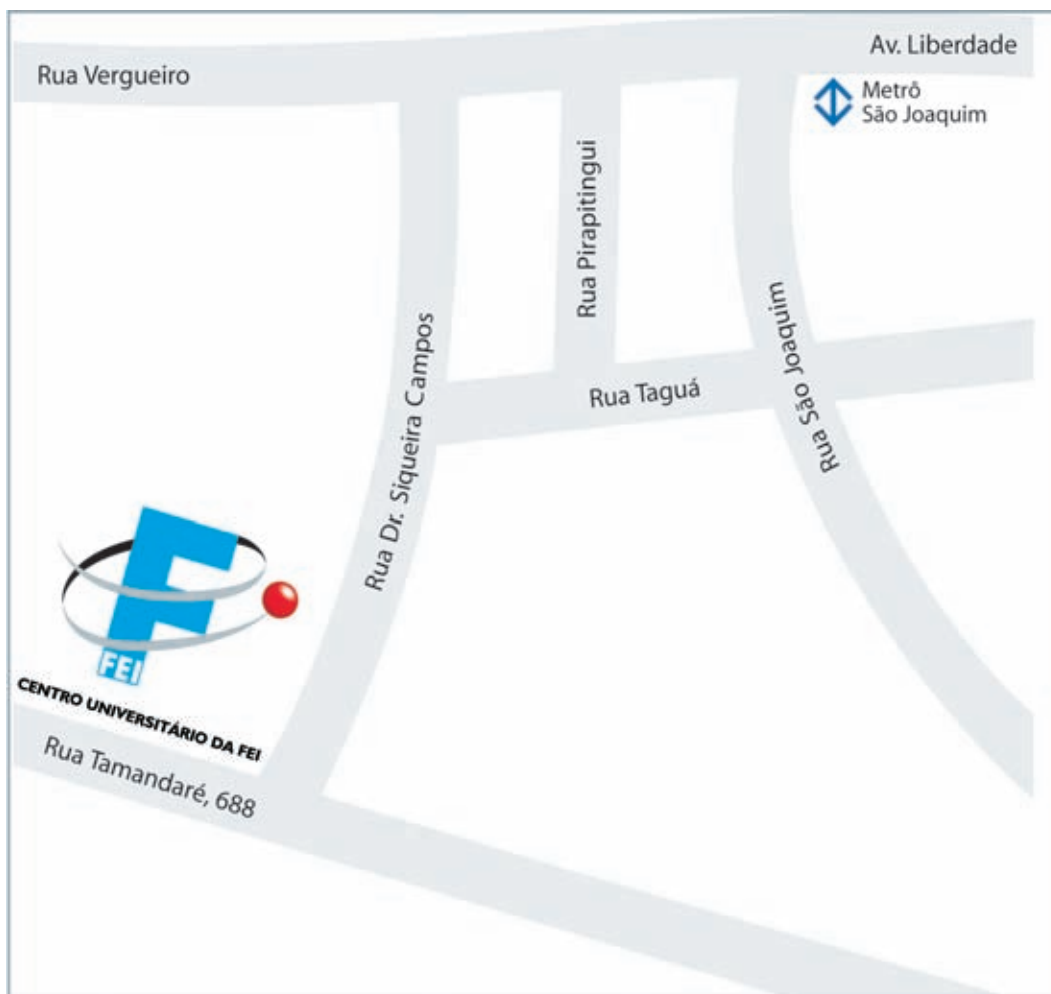 Av. Liberdade
Rua Vergueiro
Metrô
São Joaquim
Rua Pirapitingui
Rua São Joaquim
Rua Dr. Siqueira Campos
Rua Taguá
FEI
CENTRO UNIVERSITÁRIO DA FEI
Rua Tamandaré, 688